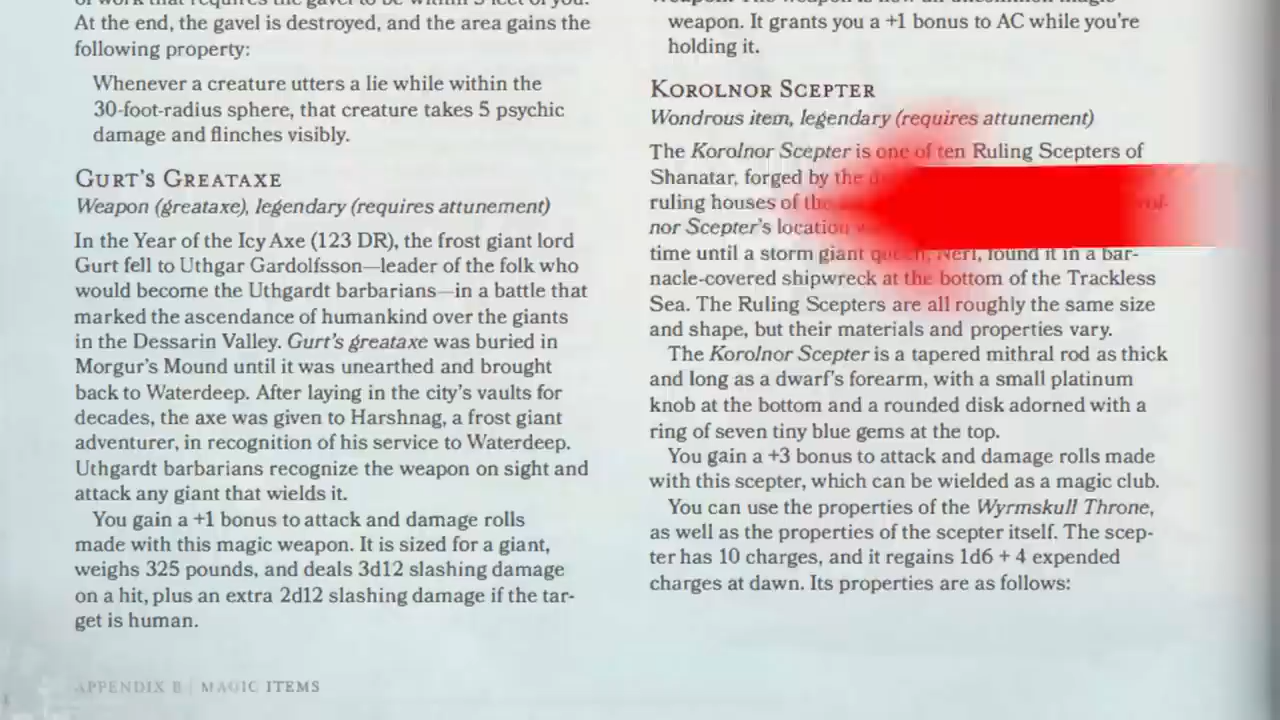 At the end, the gavel is destroyed, and the area gains the
following property:
Whenever a creature utters a lie while within the
30-foot-radius sphere, that creature takes 5 psychic
damage and flinches visibly.
GURT'S GREATAXE
Weapon (greataxe), legendary (requires attunement)
In the Year of the Icy Axe (123 DR), the frost giant lord
Gurt fell to Uthgar Gardolfsson—leader of the folk who
would become the Uthgardt barbarians—in a battle that
marked the ascendance of humankind over the giants
in the Dessarin Valley. Gurt's greataxe was buried in
Morgur's Mound until it was unearthed and brought
back to Waterdeep. After laying in the city's vaults for
decades, the axe was given to Harshnag, a frost giant
adventurer, in recognition of his service to Waterdeep.
Uthgardt barbarians recognize the weapon on sight and
attack any giant that wields it.
You gain a +1 bonus to attack and damage rolls
made with this magic weapon. It is sized for a giant,
weighs 325 pounds, and deals 3d12 slashing damage
on a hit, plus an extra 2d12 slashing damage if the tar-
get is human.
weapon. It grants you a +1 bonus to AC while you're
holding it.
KOROLNOR SCEPTER
Wondrous item, legendary (requires attunement)
The Korolnor Scepter is one of ten Ruling Scepters of
Shanatar, forged by the
ruling houses of the
nor Scepter's location
time until a storm giant queen, Neri, found it in a bar-
nacle-covered shipwreck at the bottom of the Trackless
Sea. The Ruling Scepters are all roughly the same size
and shape, but their materials and properties vary.
The Korolnor Scepter is a tapered mithral rod as thick
and long as a dwarf's forearm, with a small platinum
knob at the bottom and a rounded disk adorned with a
ring of seven tiny blue gems at the top.
You gain a +3 bonus to attack and damage rolls made
with this scepter, which can be wielded as a magic club.
You can use the properties of the Wyrmskull Throne,
as well as the properties of the scepter itself. The scep-
ter has 10 charges, and it regains 1d6 + 4 expended
charges at dawn. Its properties are as follows:
APPENDIX B | MAGIC ITEMS